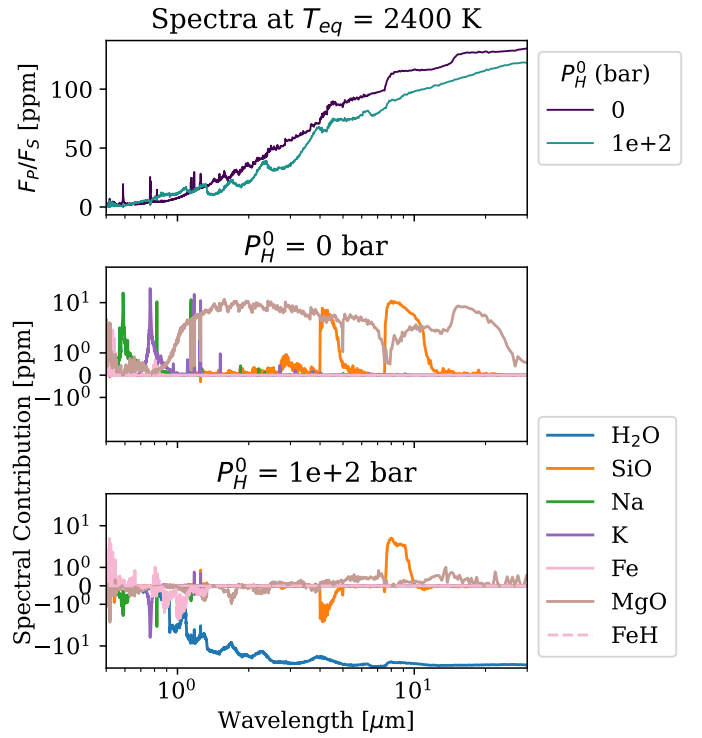 Spectra at T_eq = 2400 K
F_P/F_S [ppm]
100
50
0
P_H^0 (bar)
0
1e+2
P_H^0 = 0 bar
Spectral Contribution [ppm]
10^1
10^0
0
−10^0
P_H^0 = 1e+2 bar
10^1
10^0
0
−10^0
−10^1
10^0
10^1
Wavelength [μm]
H₂O
SiO
Na
K
Fe
MgO
FeH